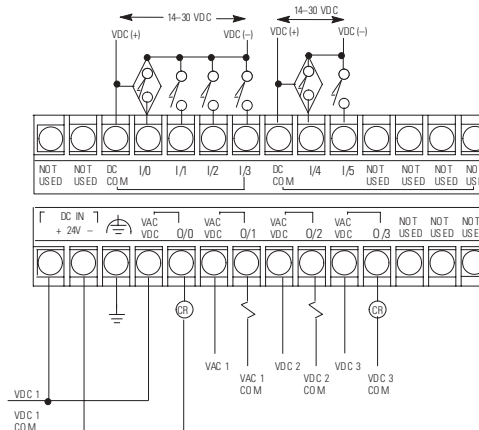 14–30 VDC
14–30 VDC
VDC (+)
VDC (–)
VDC (+)
VDC (–)
NOT USED
NOT USED
DC COM
I/0
I/1
I/2
I/3
DC COM
I/4
I/5
NOT USED
NOT USED
NOT USED
NOT
DC IN
+ 24V –
VAC VDC
O/0
VAC VDC
O/1
VAC VDC
O/2
VAC VDC
O/3
NOT USED
NOT USED
CR
CR
VAC 1
VAC 1 COM
VDC 2
VDC 2 COM
VDC 3
VDC 3 COM
VDC 1
VDC 1 COM